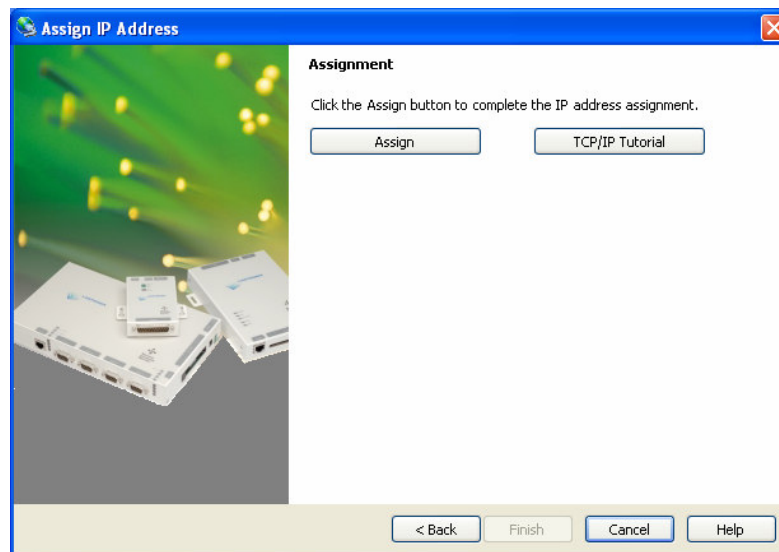 Assign IP Address
Assignment
Click the Assign button to complete the IP address assignment.
Assign
TCP/IP Tutorial
< Back
Finish
Cancel
Help